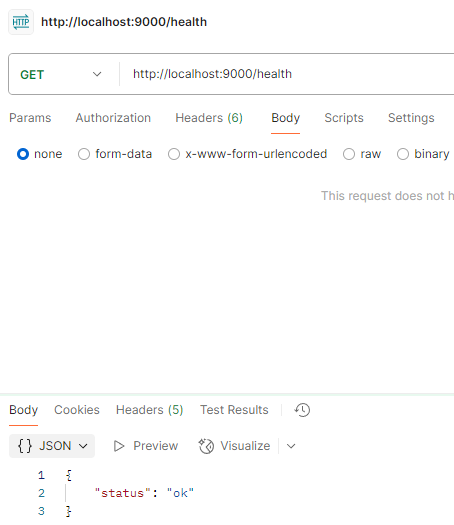 HTTP http://localhost:9000/health
GET http://localhost:9000/health
Params Authorization Headers (6) Body Scripts Settings
none form-data x-www-form-urlencoded raw binary
This request does not h
Body Cookies Headers (5) Test Results
{} JSON Preview Visualize
1 {
2 "status": "ok"
3 }